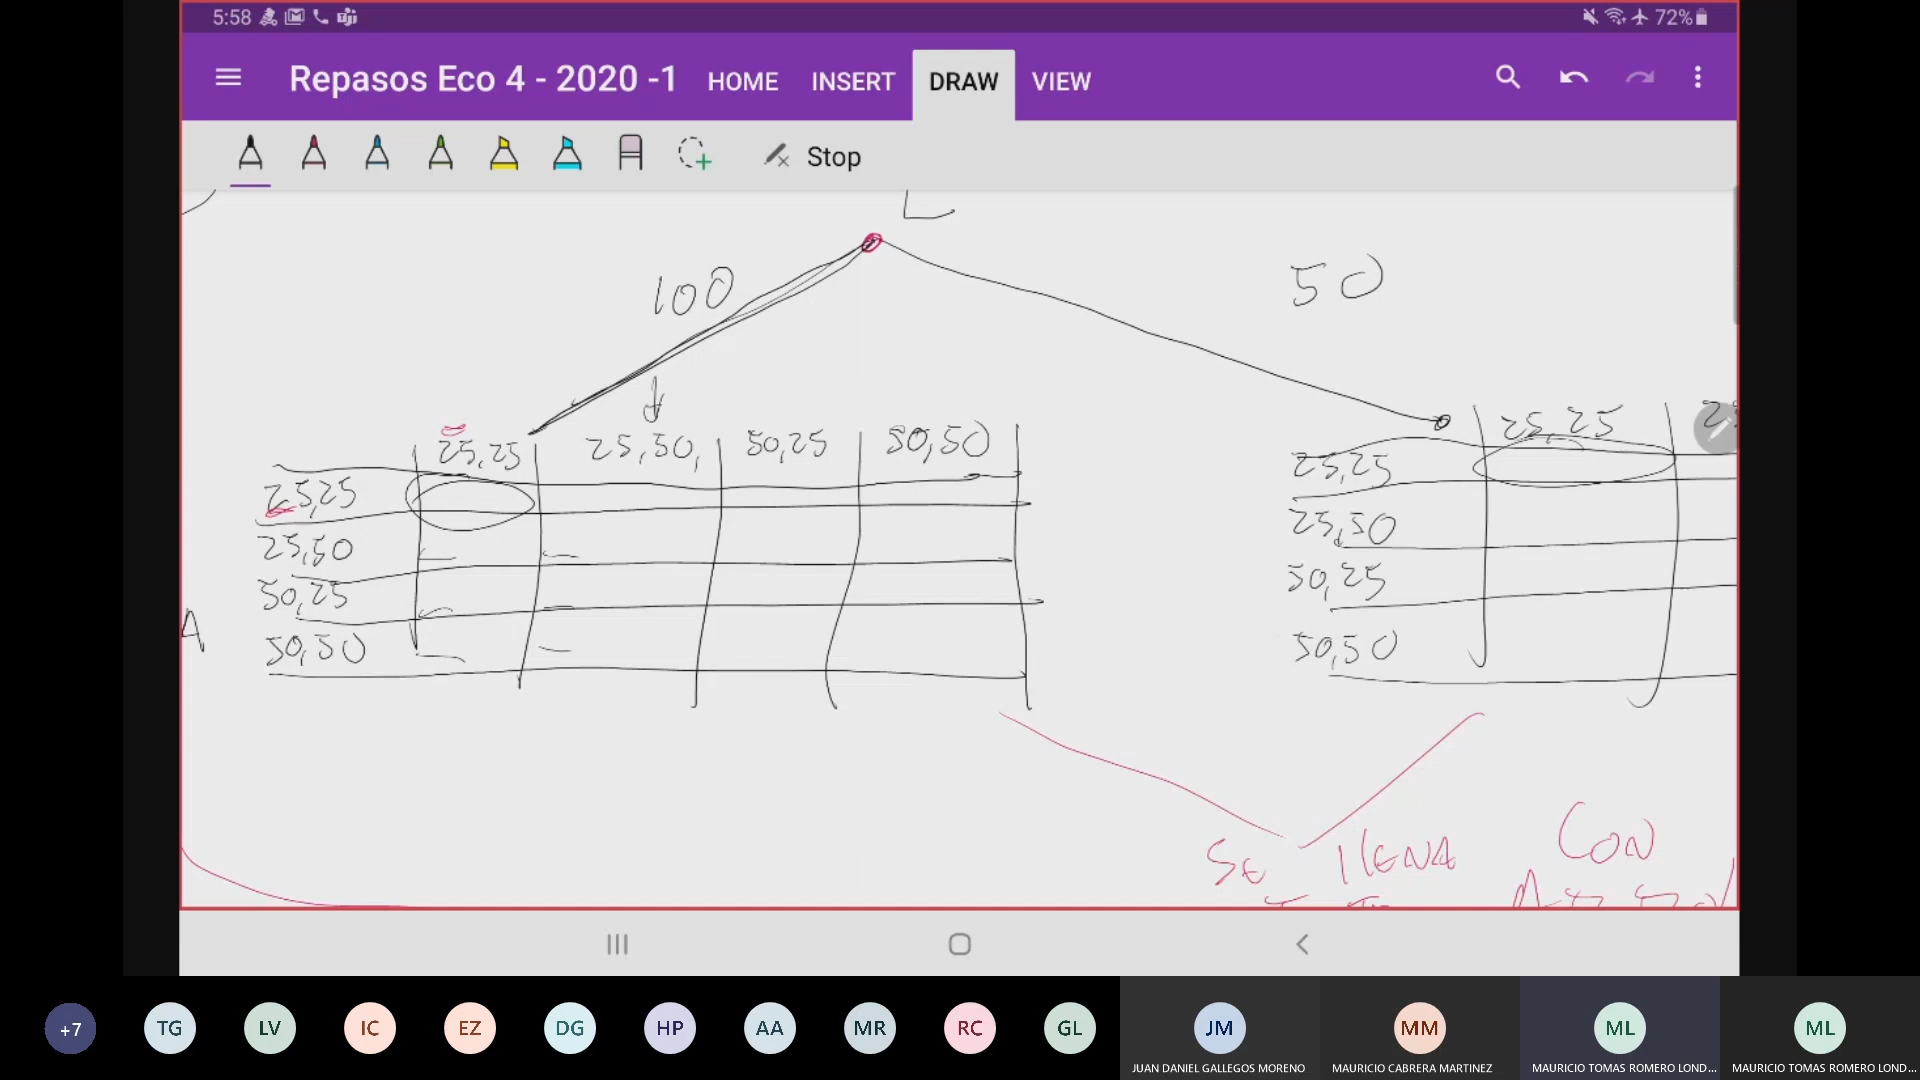 5:58 72%
Repasos Eco 4 - 2020 -1 HOME INSERT DRAW VIEW
Stop
L
100 50
25,25 25,50, 50,25 50,50
25,25
25,50
50,25
50,50
A
25,25 2
25,25
25,50
50,25
50,50
SE llENA CON
+7 TG LV IC EZ DG HP AA MR RC GL JM MM ML ML
JUAN DANIEL GALLEGOS MORENO MAURICIO CABRERA MARTINEZ MAURICIO TOMAS ROMERO LOND... MAURICIO TOMAS ROMERO LOND...